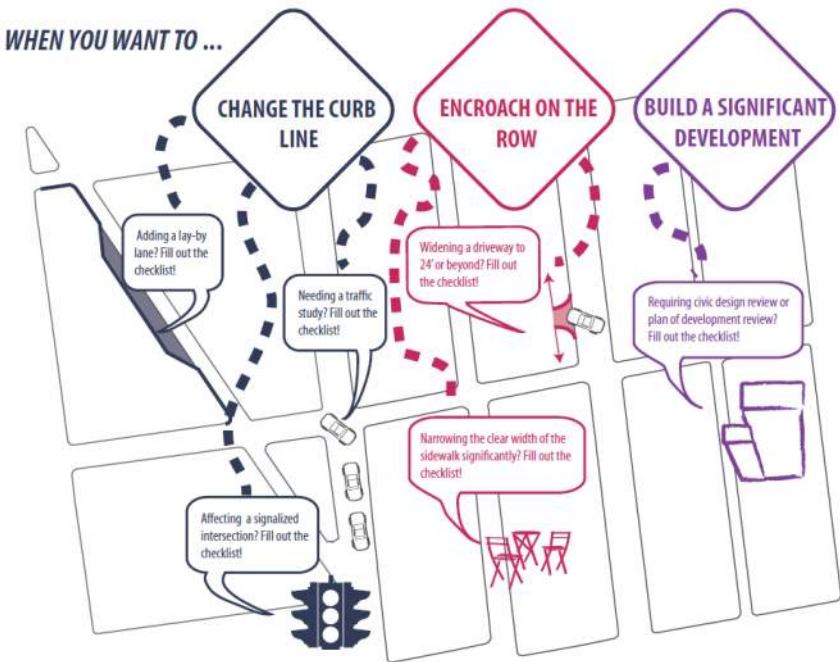 WHEN YOU WANT TO ...
CHANGE THE CURB
LINE
ENCROACH ON THE
ROW
BUILD A SIGNIFICANT
DEVELOPMENT
Adding a lay-by
lane? Fill out the
checklist!
Needing a traffic
study? Fill out the
checklist!
Affecting a signalized
intersection? Fill out the
checklist!
Widening a driveway to
24' or beyond? Fill out
the checklist!
Narrowing the clear width of the
sidewalk significantly? Fill out the
checklist!
Requiring civic design review or
plan of development review?
Fill out the checklist!